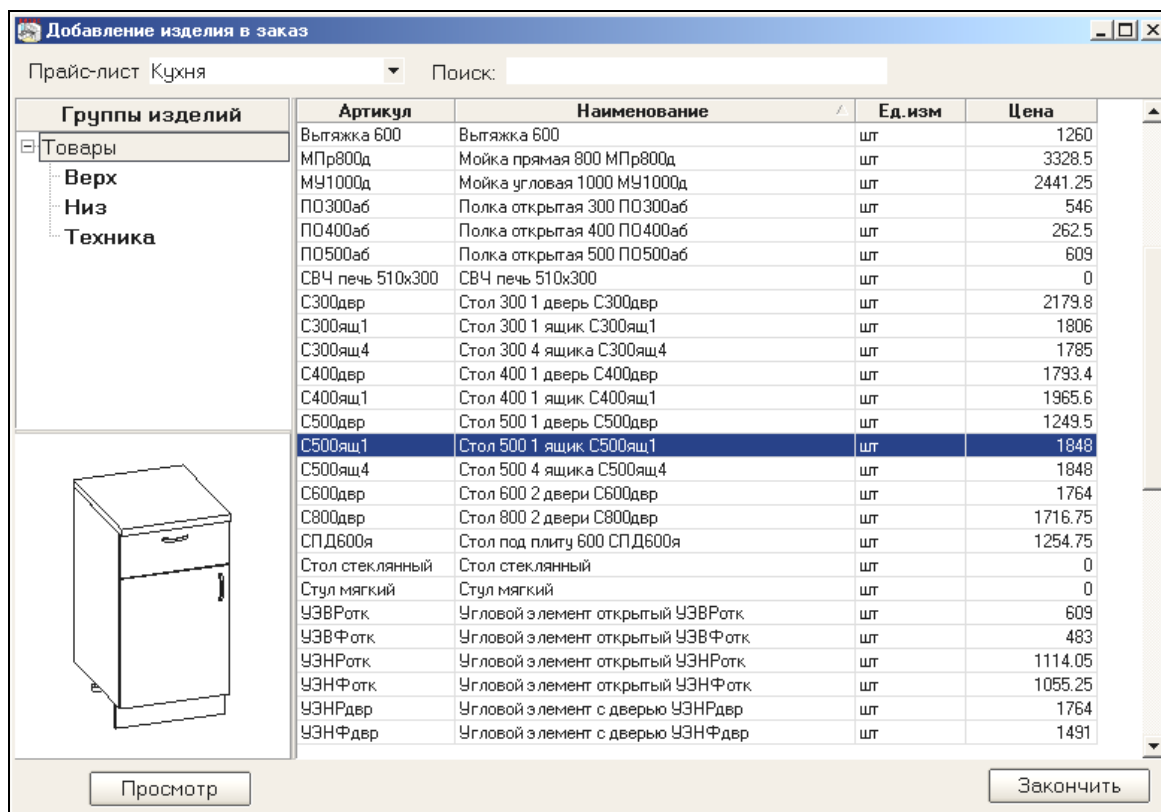 Добавление изделия в заказ
Прайс-лист Кухня Поиск:
Группы изделий
Товары
Верх
Низ
Техника
Артикул Наименование Ед.изм Цена
Вытяжка 600 Вытяжка 600 шт 1260
МПр800д Мойка прямая 800 МПр800д шт 3328.5
МУ1000д Мойка угловая 1000 МУ1000д шт 2441.25
ПО300аб Полка открытая 300 ПО300аб шт 546
ПО400аб Полка открытая 400 ПО400аб шт 262.5
ПО500аб Полка открытая 500 ПО500аб шт 609
СВЧ печь 510х300 СВЧ печь 510х300 шт 0
С300двр Стол 300 1 дверь С300двр шт 2179.8
С300ящ1 Стол 300 1 ящик С300ящ1 шт 1806
С300ящ4 Стол 300 4 ящика С300ящ4 шт 1785
С400двр Стол 400 1 дверь С400двр шт 1793.4
С400ящ1 Стол 400 1 ящик С400ящ1 шт 1965.6
С500двр Стол 500 1 дверь С500двр шт 1249.5
С500ящ1 Стол 500 1 ящик С500ящ1 шт 1848
С500ящ4 Стол 500 4 ящика С500ящ4 шт 1848
С600двр Стол 600 2 двери С600двр шт 1764
С800двр Стол 800 2 двери С800двр шт 1716.75
СПД600я Стол под плиту 600 СПД600я шт 1254.75
Стол стеклянный Стол стеклянный шт 0
Стул мягкий Стул мягкий шт 0
УЭВРотк Угловой элемент открытый УЭВРотк шт 609
УЭВФотк Угловой элемент открытый УЭВФотк шт 483
УЭНРотк Угловой элемент открытый УЭНРотк шт 1114.05
УЭНФотк Угловой элемент открытый УЭНФотк шт 1055.25
УЭНРдвр Угловой элемент с дверью УЭНРдвр шт 1764
УЭНФдвр Угловой элемент с дверью УЭНФдвр шт 1491
Просмотр Закончить